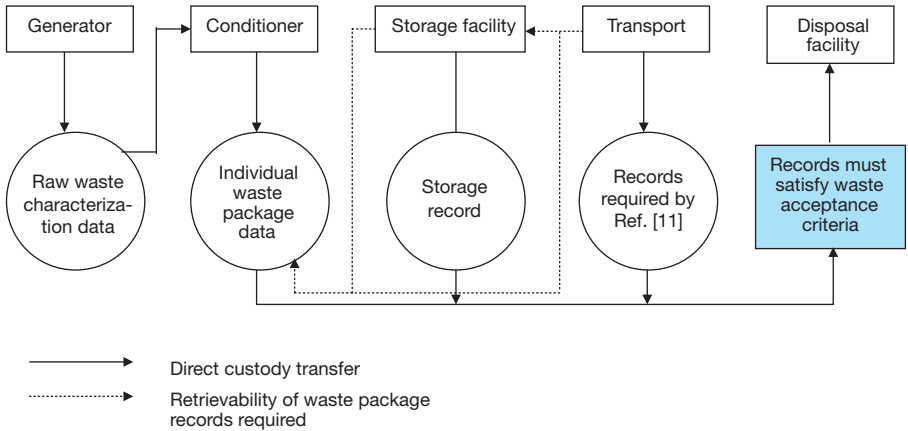 Generator
Conditioner
Storage facility
Transport
Disposal
facility
Raw waste
characteriza-
tion data
Individual
waste
package
data
Storage
record
Records
required by
Ref. [11]
Records must
satisfy waste
acceptance
criteria
Direct custody transfer
Retrievability of waste package
records required